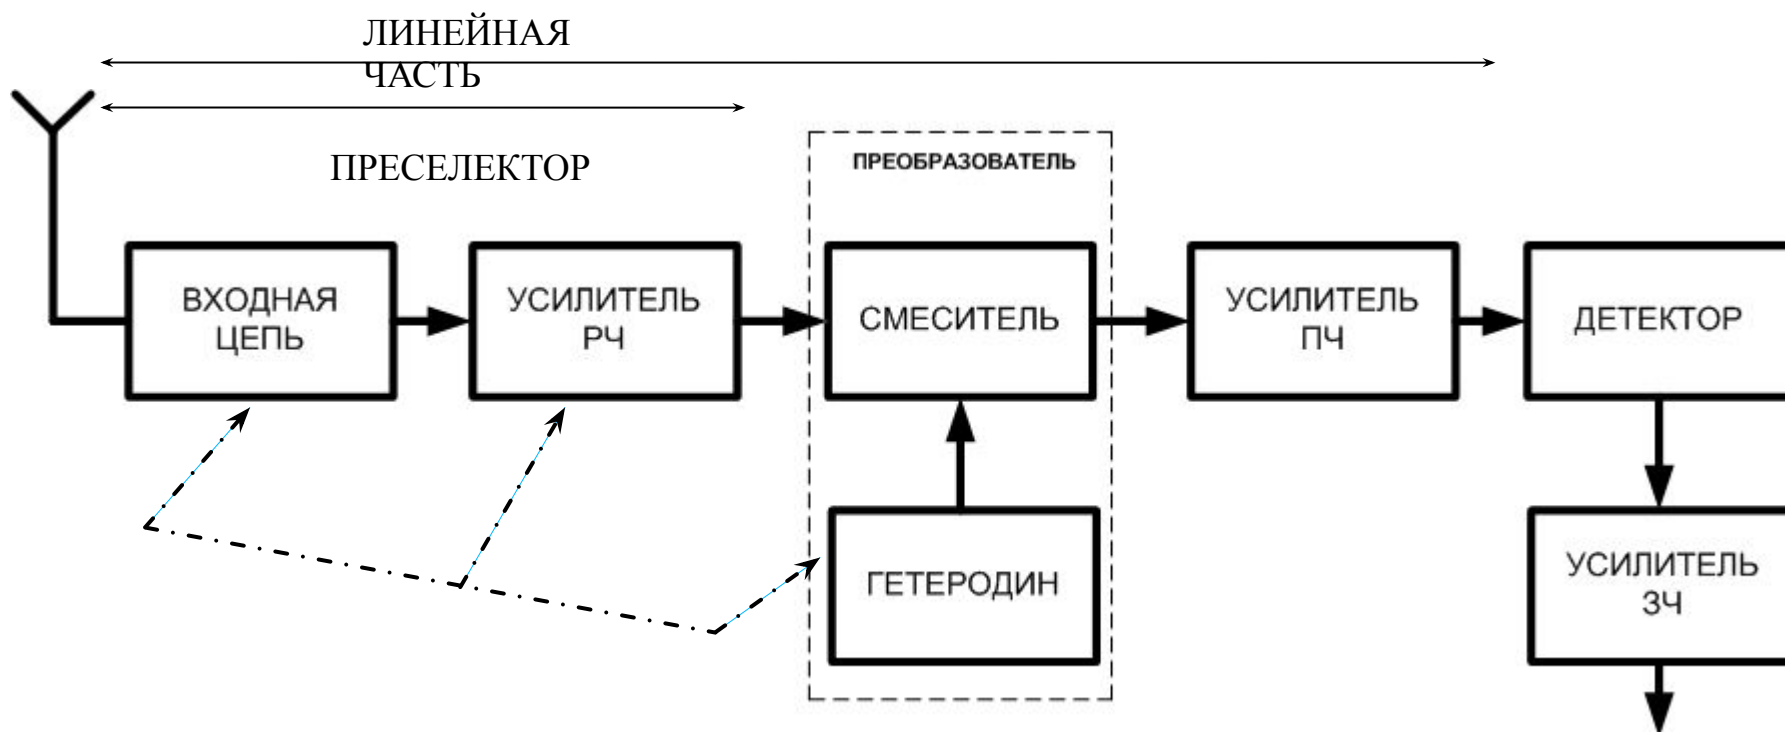 ЛИНЕЙНАЯ
ЧАСТЬ
ПРЕСЕЛЕКТОР
ПРЕОБРАЗОВАТЕЛЬ
ВХОДНАЯ
ЦЕПЬ
УСИЛИТЕЛЬ
РЧ
СМЕСИТЕЛЬ
УСИЛИТЕЛЬ
ПЧ
ДЕТЕКТОР
ГЕТЕРОДИН
УСИЛИТЕЛЬ
ЗЧ